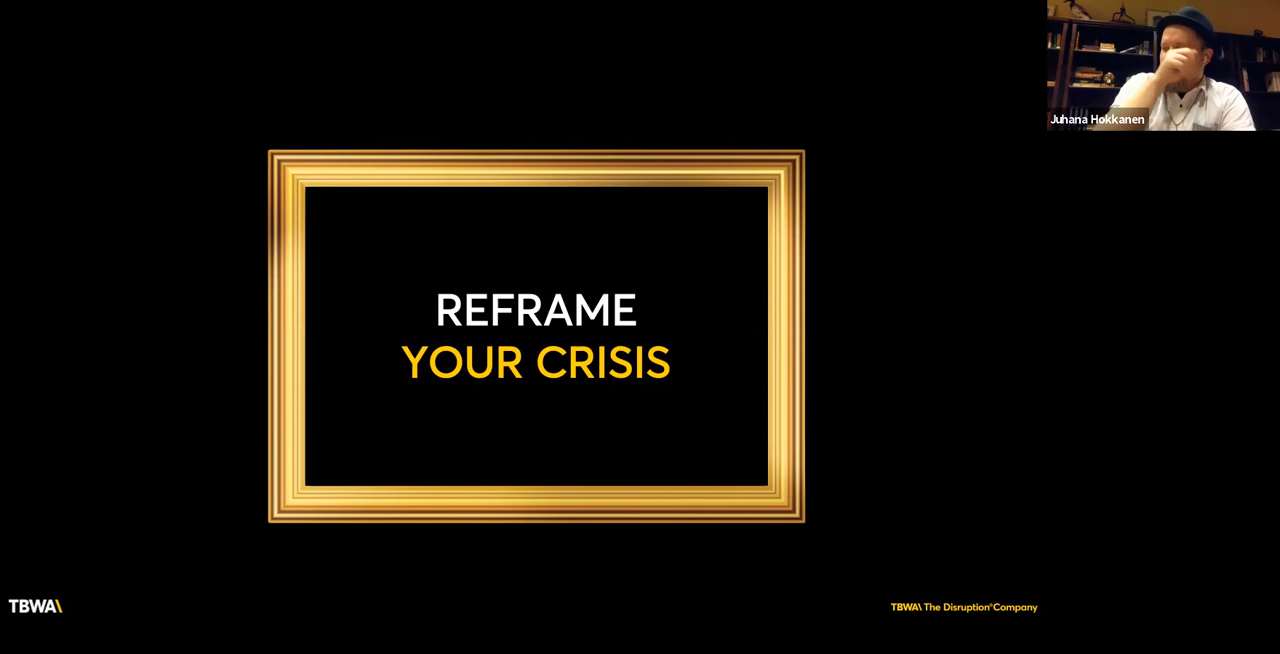 Juhana Hokkanen
REFRAME
YOUR CRISIS
TBWA\
TBWA\ The Disruption®Company